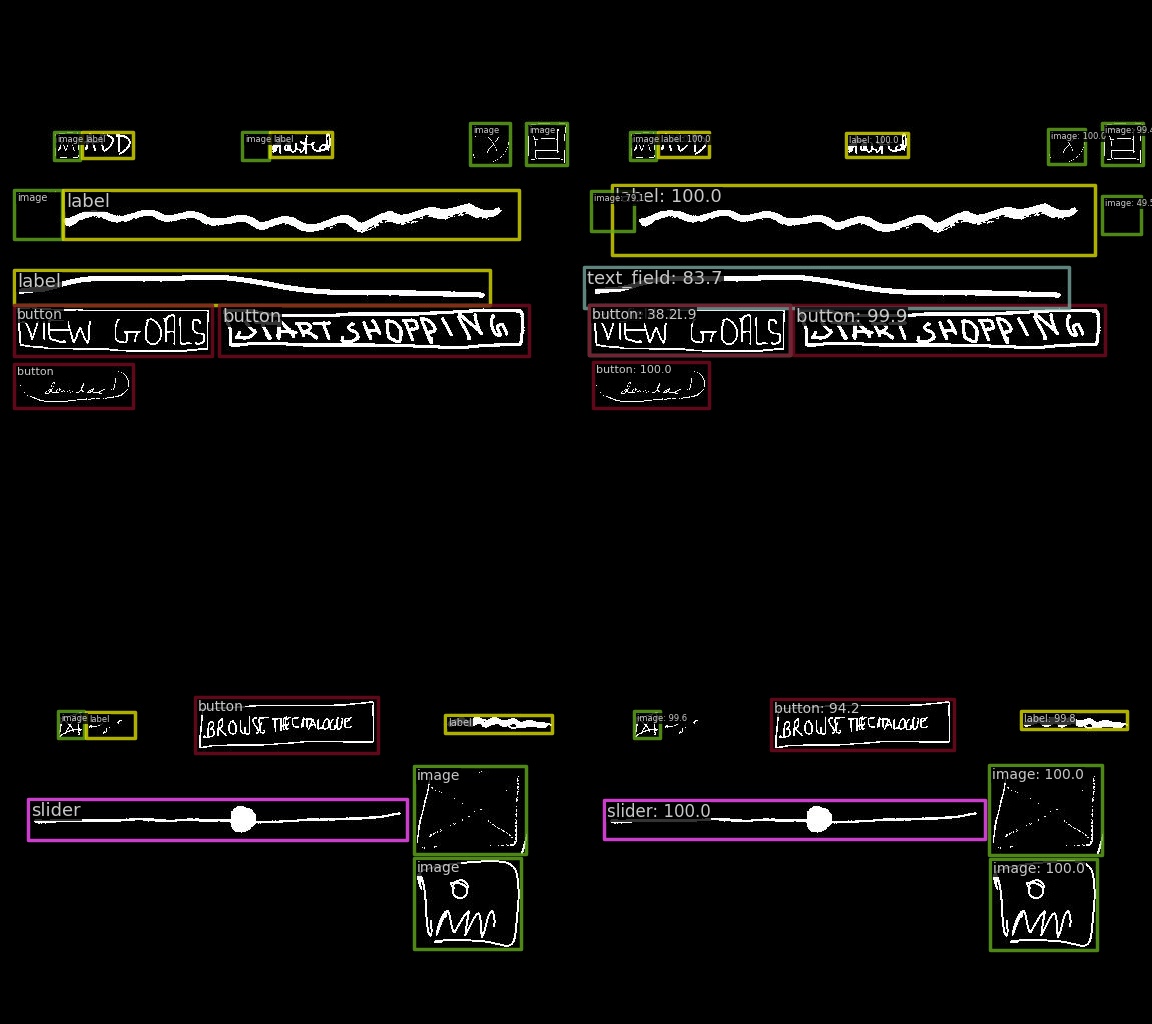 image label image label image image image label: 100.0 label: 100.0 image: 100.0 image: 99.4
image label image: 79.1 label: 100.0 image: 49.5
label text_field: 83.7
button button button: 38.2 button: 99.9
VIEW GOALS START SHOPPING VIEW GOALS START SHOPPING
button button: 100.0
image label button label image: 99.6 button: 94.2 label: 99.8
BROWSE THE CATALOGUE BROWSE THE CATALOGUE
image image: 100.0
slider slider: 100.0
image image: 100.0